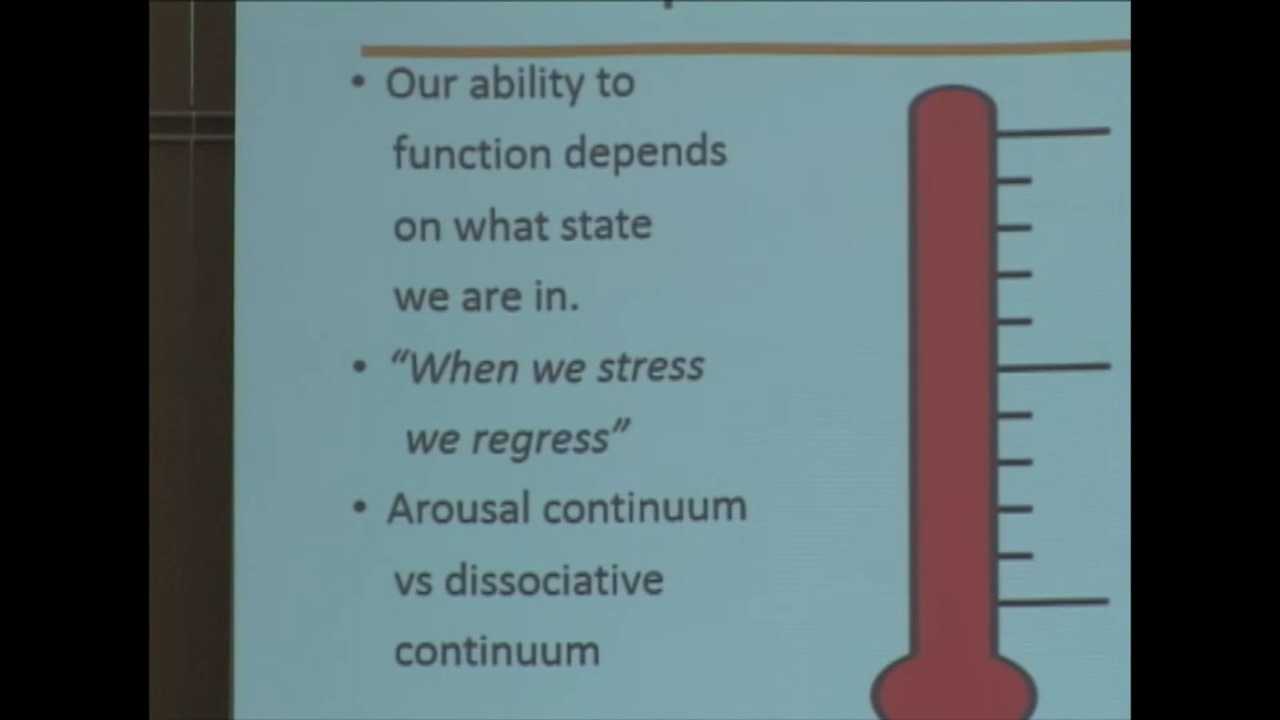 • Our ability to
function depends
on what state
we are in.
• “When we stress
we regress”
• Arousal continuum
vs dissociative
continuum